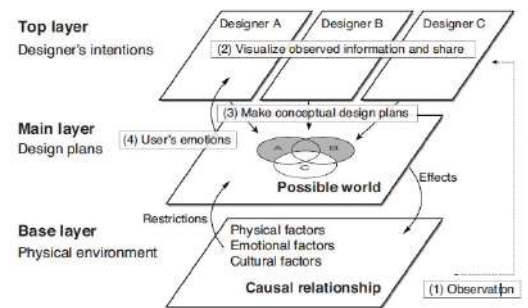 Top layer
Designer's intentions
Designer A
Designer B
Designer C
(2) Visualize observed information and share
(3) Make conceptual design plans
Main layer
Design plans
(4) User's emotions
A
B
C
Possible world
Effects
Restrictions
Base layer
Physical environment
Physical factors
Emotional factors
Cultural factors
Causal relationship
(1) Observation